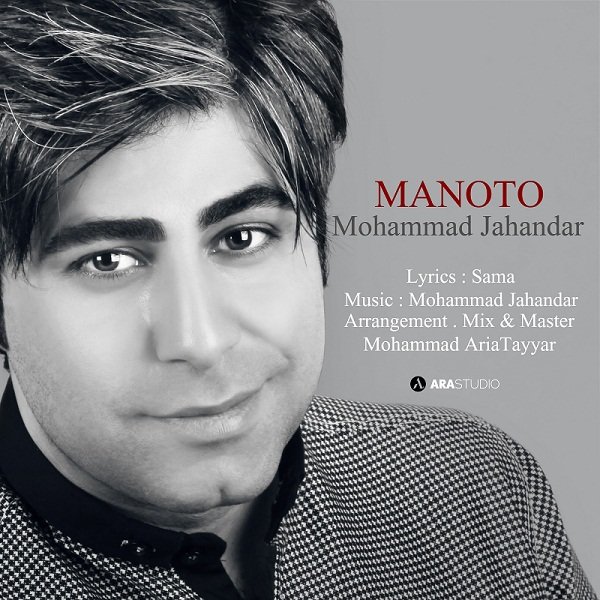 MANOTO
Mohammad Jahandar
Lyrics : Sama
Music : Mohammad Jahandar
Arrangement . Mix & Master
Mohammad AriaTayyar
ARASTUDIO